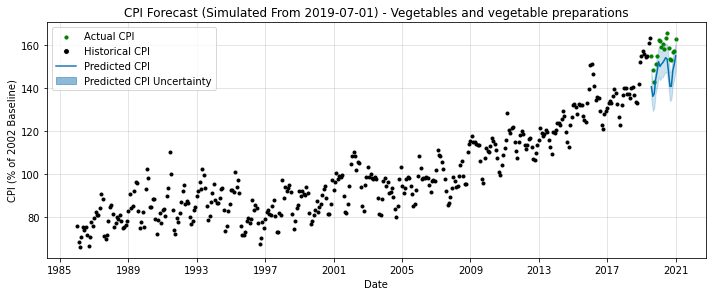 CPI Forecast (Simulated From 2019-07-01) - Vegetables and vegetable preparations
CPI (% of 2002 Baseline)
160
140
120
100
80
Actual CPI
Historical CPI
Predicted CPI
Predicted CPI Uncertainty
1985 1989 1993 1997 2001 2005 2009 2013 2017 2021
Date